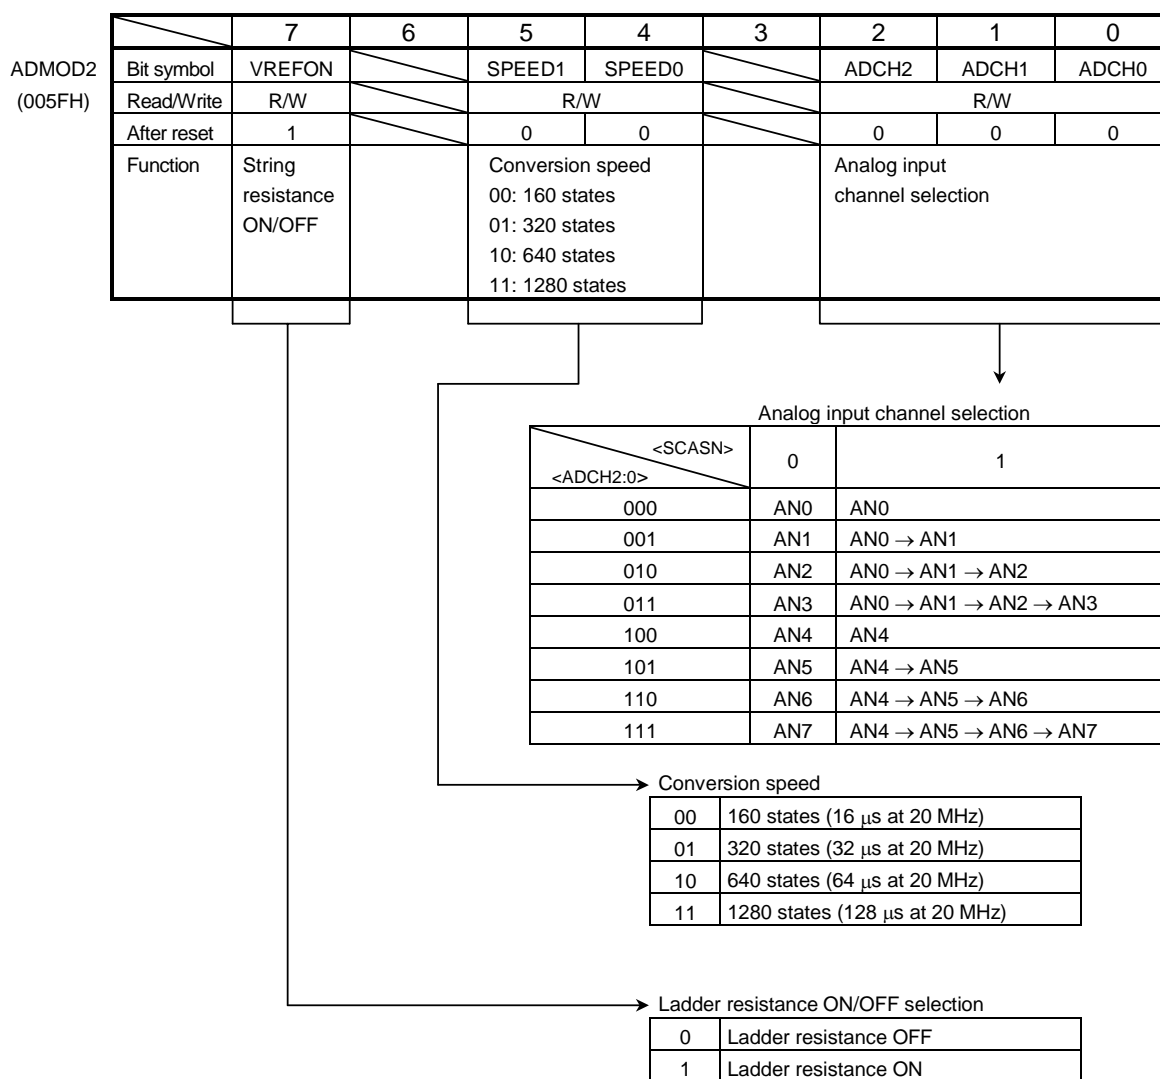 7 6 5 4 3 2 1 0
ADMOD2 Bit symbol VREFON SPEED1 SPEED0 ADCH2 ADCH1 ADCH0
(005FH) Read/Write R/W R/W R/W
After reset 1 0 0 0 0 0
Function String Conversion speed Analog input
resistance 00: 160 states channel selection
ON/OFF 01: 320 states
10: 640 states
11: 1280 states
Analog input channel selection
<SCASN> 0 1
<ADCH2:0>
000 AN0 AN0
001 AN1 AN0 → AN1
010 AN2 AN0 → AN1 → AN2
011 AN3 AN0 → AN1 → AN2 → AN3
100 AN4 AN4
101 AN5 AN4 → AN5
110 AN6 AN4 → AN5 → AN6
111 AN7 AN4 → AN5 → AN6 → AN7
Conversion speed
00 160 states (16 μs at 20 MHz)
01 320 states (32 μs at 20 MHz)
10 640 states (64 μs at 20 MHz)
11 1280 states (128 μs at 20 MHz)
Ladder resistance ON/OFF selection
0 Ladder resistance OFF
1 Ladder resistance ON